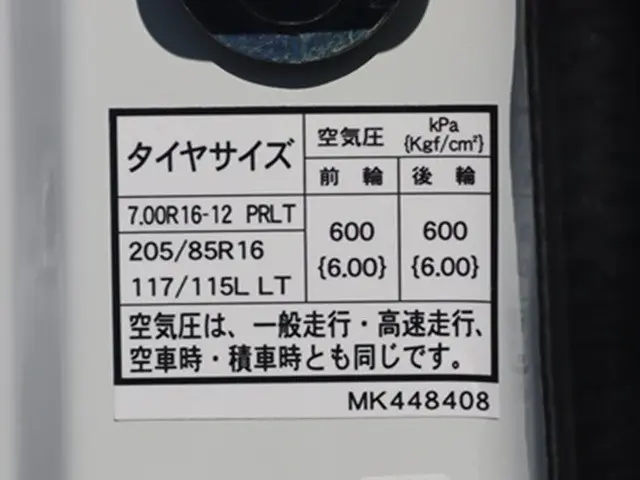 タイヤサイズ
空気圧 kPa
{Kgf/cm²}
前輪 後輪
7.00R16-12 PRLT
205/85R16
117/115L LT
600
{6.00}
600
{6.00}
空気圧は、一般走行・高速走行、
空車時・積車時とも同じです。
MK448408